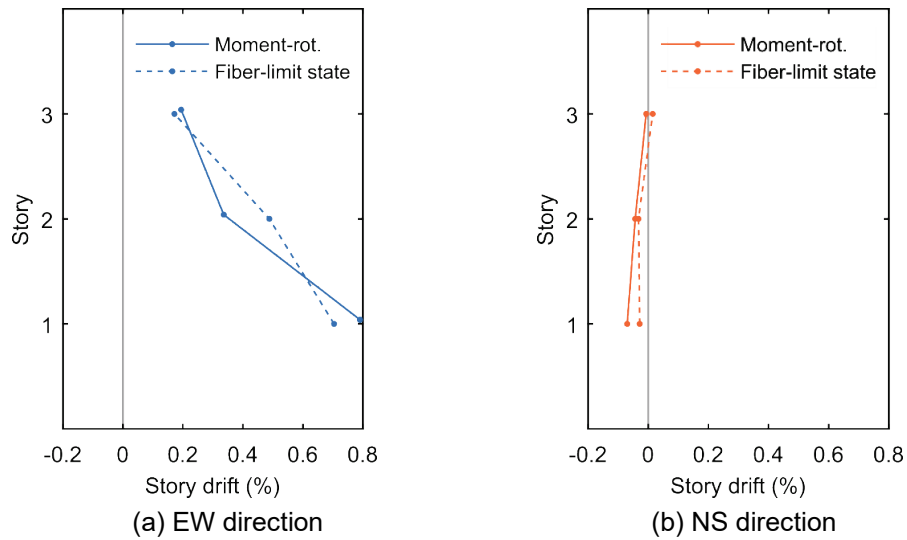 Moment-rot.
Fiber-limit state
3
2
1
Story
-0.2 0 0.2 0.4 0.6 0.8
Story drift (%)
(a) EW direction
Moment-rot.
Fiber-limit state
3
2
1
Story
-0.2 0 0.2 0.4 0.6 0.8
Story drift (%)
(b) NS direction